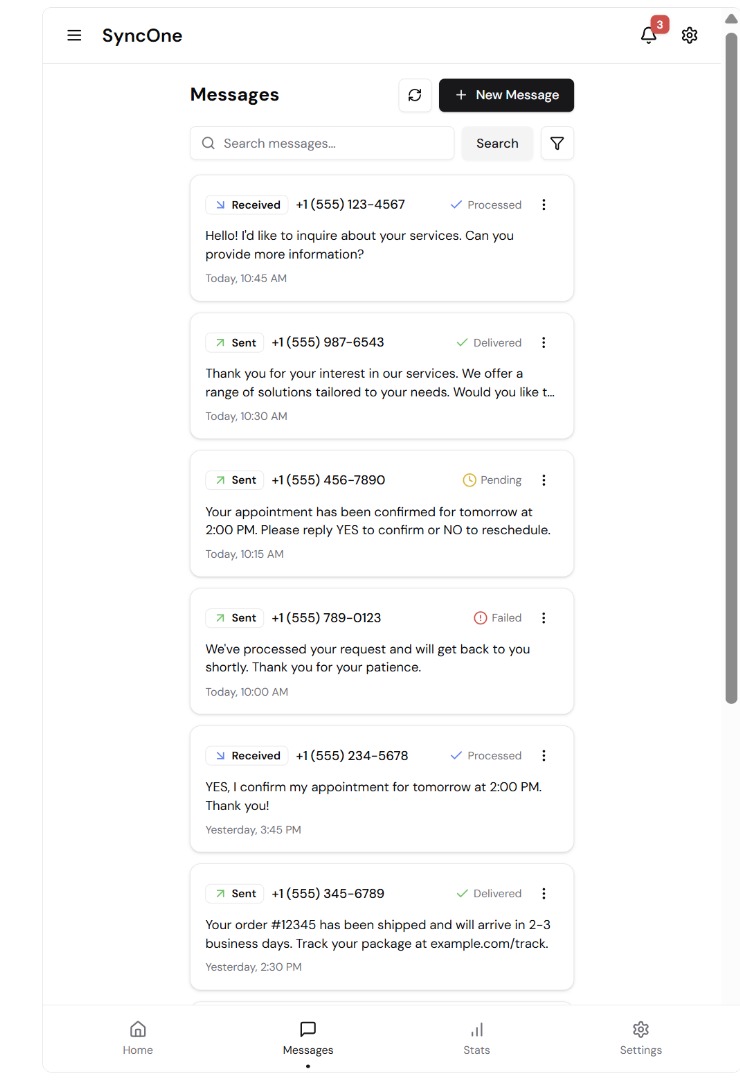 SyncOne
3
Messages
New Message
Search messages...
Search
Received +1 (555) 123-4567 Processed
Hello! I'd like to inquire about your services. Can you
provide more information?
Today, 10:45 AM
Sent +1 (555) 987-6543 Delivered
Thank you for your interest in our services. We offer a
range of solutions tailored to your needs. Would you like t...
Today, 10:30 AM
Sent +1 (555) 456-7890 Pending
Your appointment has been confirmed for tomorrow at
2:00 PM. Please reply YES to confirm or NO to reschedule.
Today, 10:15 AM
Sent +1 (555) 789-0123 Failed
We've processed your request and will get back to you
shortly. Thank you for your patience.
Today, 10:00 AM
Received +1 (555) 234-5678 Processed
YES, I confirm my appointment for tomorrow at 2:00 PM.
Thank you!
Yesterday, 3:45 PM
Sent +1 (555) 345-6789 Delivered
Your order #12345 has been shipped and will arrive in 2-3
business days. Track your package at example.com/track.
Yesterday, 2:30 PM
Home Messages Stats Settings